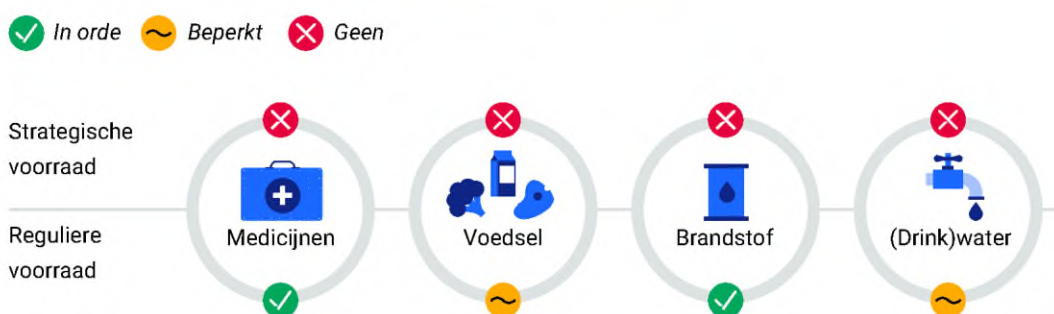 In orde Beperkt Geen
Strategische
voorraad
Medicijnen Voedsel Brandstof (Drink)water
Reguliere
voorraad